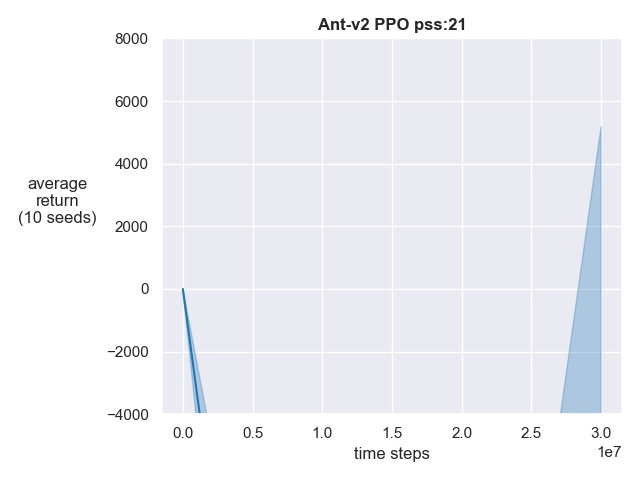 Ant-v2 PPO pss:21
8000
6000
4000
2000
0
−2000
−4000
average
return
(10 seeds)
0.0 0.5 1.0 1.5 2.0 2.5 3.0
1e7
time steps